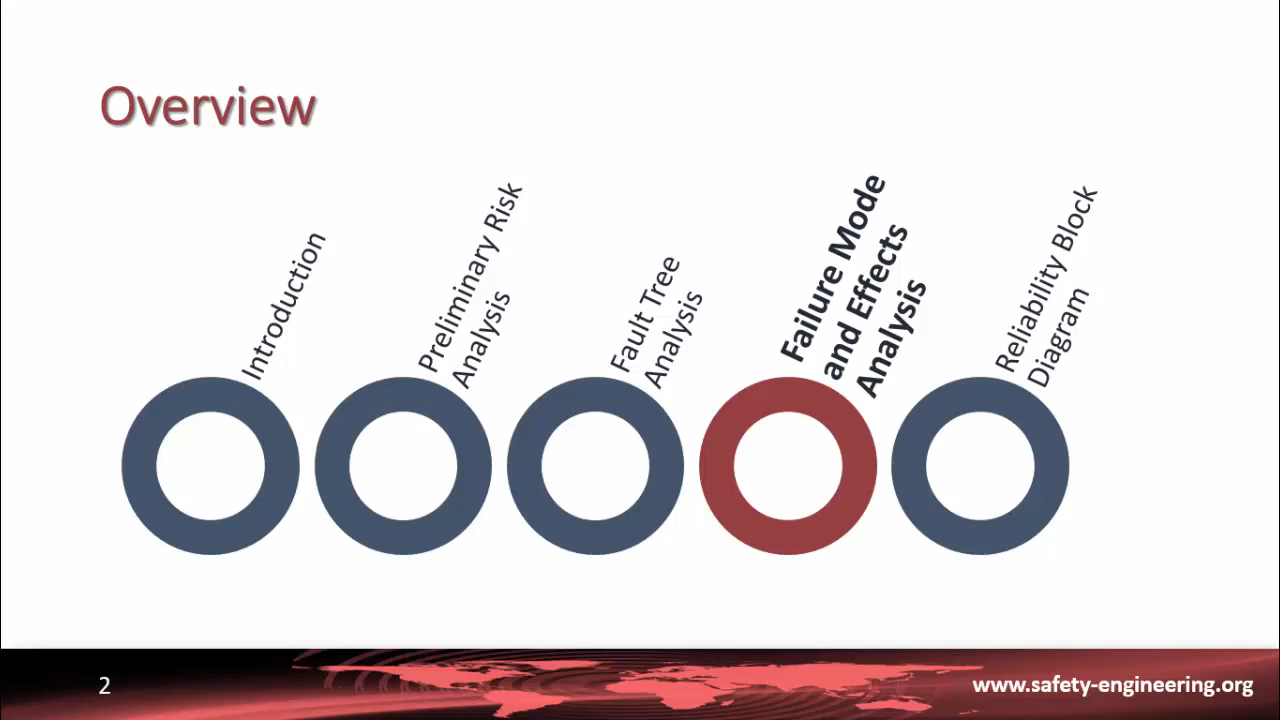 Overview
Introduction
Preliminary Risk
Analysis
Fault Tree
Analysis
Failure Mode
and Effects
Analysis
Reliability Block
Diagram
2
www.safety-engineering.org